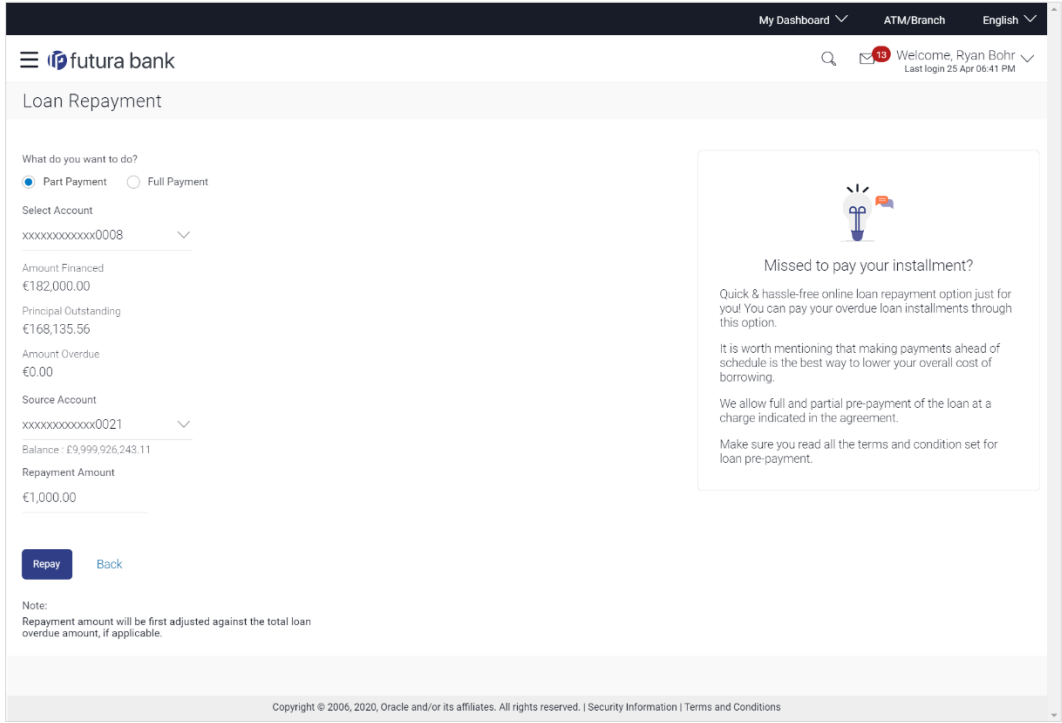 My Dashboard ATM/Branch English
futura bank
13
Welcome, Ryan Bohr
Last login 25 Apr 06:41 PM
Loan Repayment
What do you want to do?
Part Payment Full Payment
Select Account
xxxxxxxxxxxx0008
Amount Financed
€182,000.00
Principal Outstanding
€168,135.56
Amount Overdue
€0.00
Source Account
xxxxxxxxxxxx0021
Balance : £9,999,926,243.11
Repayment Amount
€1,000.00
Repay Back
Note:
Repayment amount will be first adjusted against the total loan
overdue amount, if applicable.
Missed to pay your installment?
Quick & hassle-free online loan repayment option just for
you! You can pay your overdue loan installments through
this option.
It is worth mentioning that making payments ahead of
schedule is the best way to lower your overall cost of
borrowing.
We allow full and partial pre-payment of the loan at a
charge indicated in the agreement.
Make sure you read all the terms and condition set for
loan pre-payment.
Copyright © 2006, 2020, Oracle and/or its affiliates. All rights reserved. | Security Information | Terms and Conditions